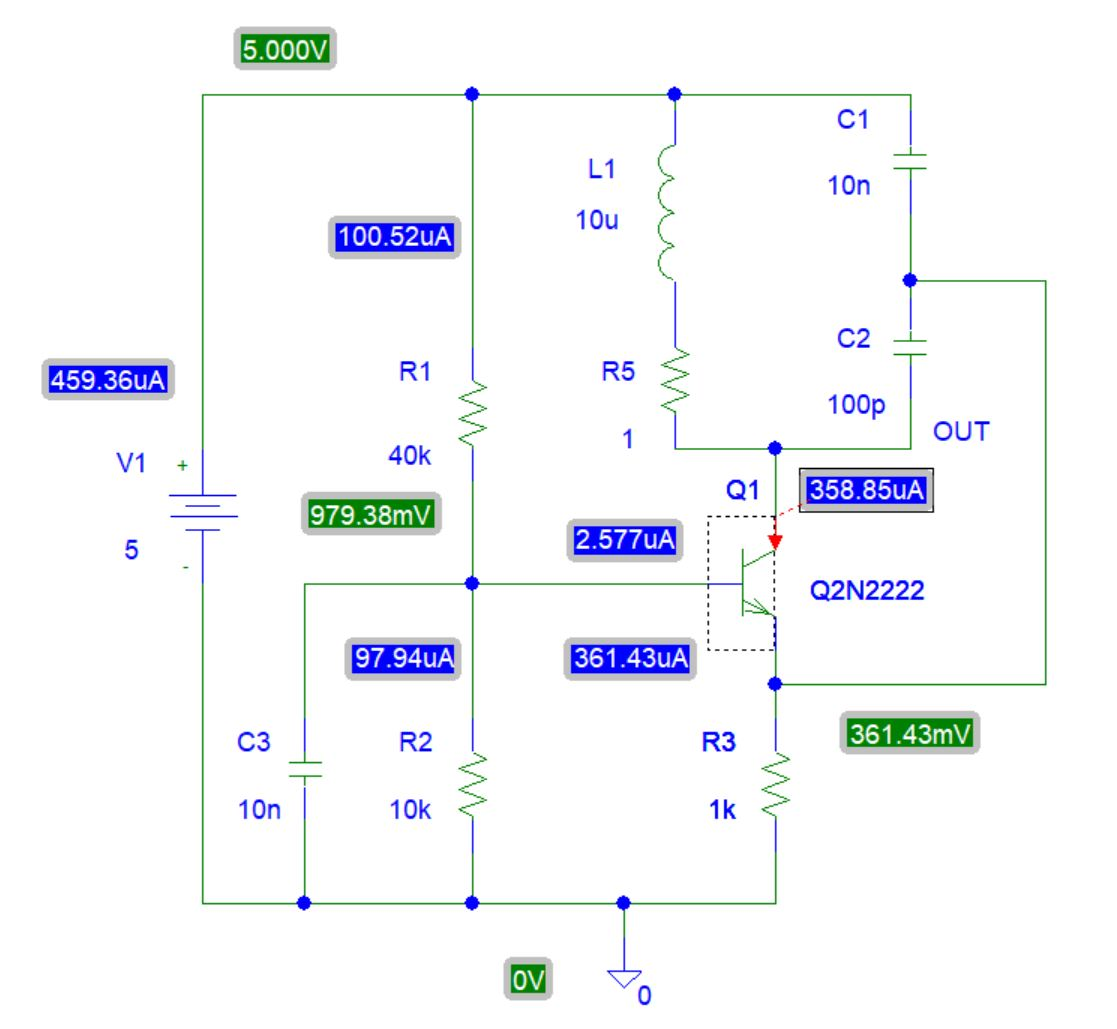 5.000V
C1
L1
10n
10u
100.52uA
C2
R1
R5
459.36uA
100p
OUT
1
40k
V1
+
Q1
358.85uA
979.38mV
2.577uA
5
-
Q2N2222
97.94uA
361.43uA
361.43mV
C3
R2
R3
10n
10k
1k
0V
0